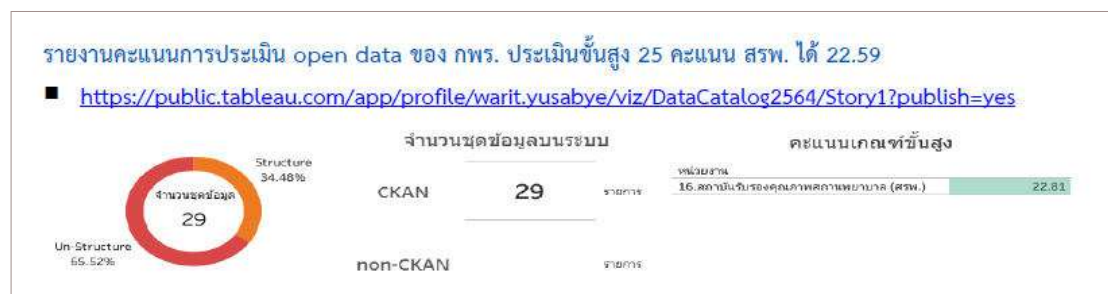 รายงานคะแนนการประเมิน open data ของ กพร. ประเมินขั้นสูง 25 คะแนน สรพ. ได้ 22.59
https://public.tableau.com/app/profile/warit.yusabye/viz/DataCatalog2564/Story1?publish=yes
จำนวนชุดข้อมูลบนระบบ
คะแนนเกณฑ์ขั้นสูง
Structure
34.48%
จำนวนชุดข้อมูล
29
Un-Structure
65.52%
CKAN 29 รายการ
non-CKAN รายการ
หน่วยงาน
16.สถาบันรับรองคุณภาพสถานพยาบาล (สรพ.) 22.81